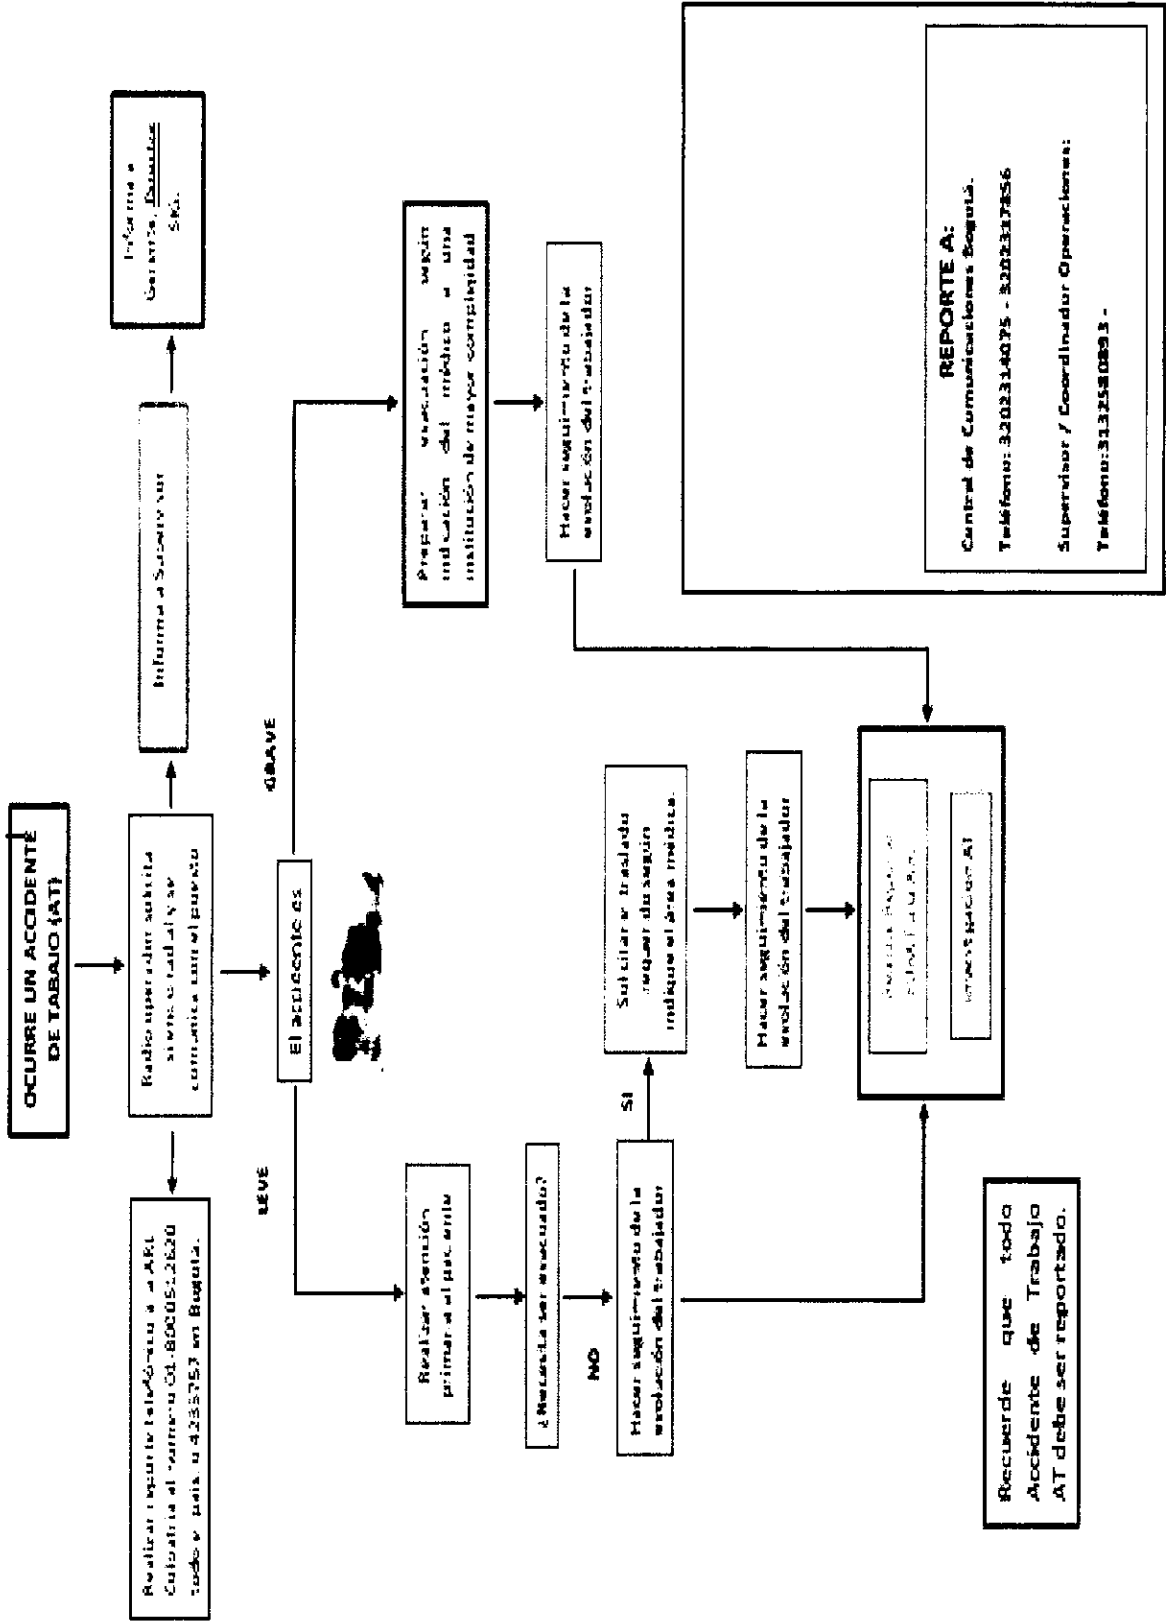 OCURRE UN ACCIDENTE
DE TABAJO (AT)
Realizar reporte telefónico a la ARL
Colpatria al número 01-8000512620
todo el país, o 4235757 en Bogotá.
Radio operador solicita
comunica con el puesto
Informa a Supervisor
Informa a
Gerente,
SIG.
El accidente es
LEVE
GRAVE
Realizar atención
primaria al paciente
¿Necesita ser evacuado?
NO
SI
Hacer seguimiento de la
evolución del trabajador
Solicitar el traslado
requerido según
indique el área médica.
Hacer seguimiento de la
evolución del trabajador
Preparar evacuación según
indicación del médico a una
institución de mayor complejidad
Hacer seguimiento de la
evolución del trabajador
Investigación AT
Recuerde que todo
Accidente de Trabajo
AT debe ser reportado.
REPORTE A:
Central de Comunicaciones Bogotá.
Teléfono: 3202314075 - 3202317856
Supervisor / Coordinador Operaciones:
Teléfono: 3132580893 -